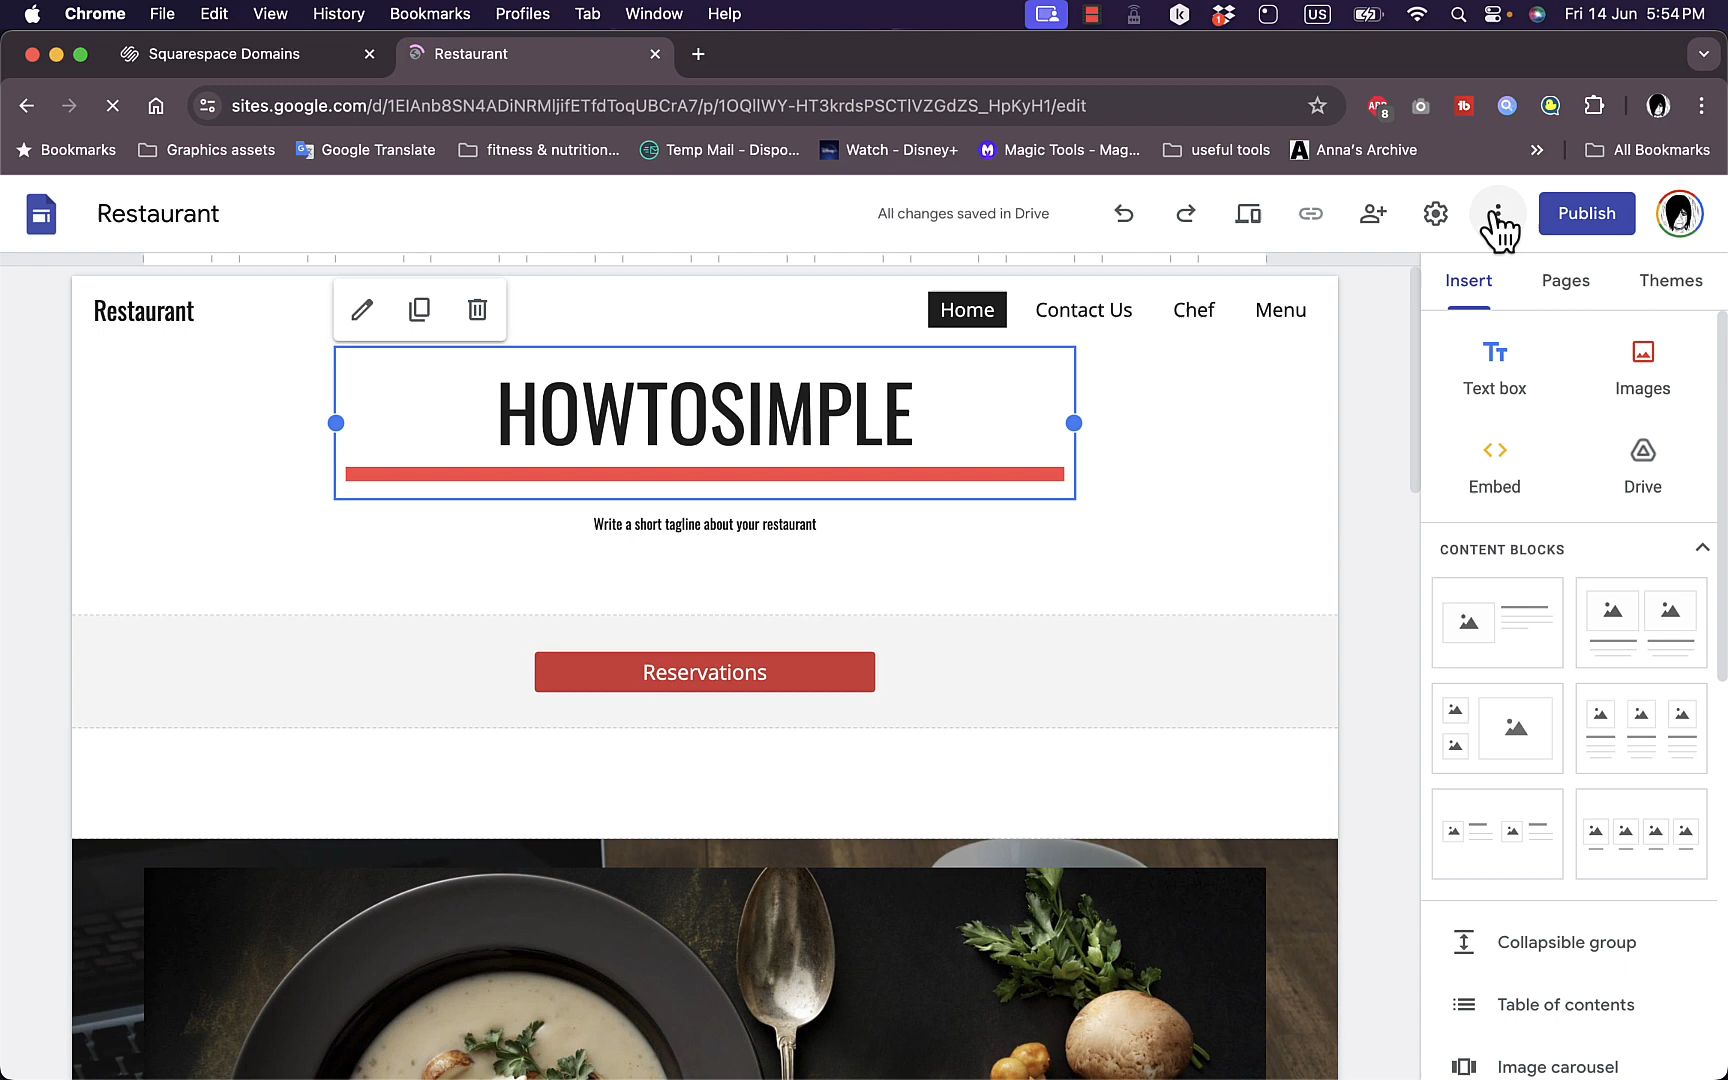 Chrome File Edit View History Bookmarks Profiles Tab Window Help US Fri 14 Jun 5:54 PM
Squarespace Domains Restaurant
sites.google.com/d/1EIAnb8SN4ADiNRMljifETfdToqUBCrA7/p/1OQllWY-HT3krdsPSCTlVZGdZS_HpKyH1/edit
Bookmarks Graphics assets Google Translate fitness & nutrition... Temp Mail - Dispo... Watch - Disney+ Magic Tools - Mag... useful tools Anna's Archive All Bookmarks
Restaurant All changes saved in Drive Publish
Insert Pages Themes
Restaurant Home Contact Us Chef Menu
Text box Images
HOWTOSIMPLE
Embed Drive
Write a short tagline about your restaurant
CONTENT BLOCKS
Reservations
Collapsible group
Table of contents
Image carousel